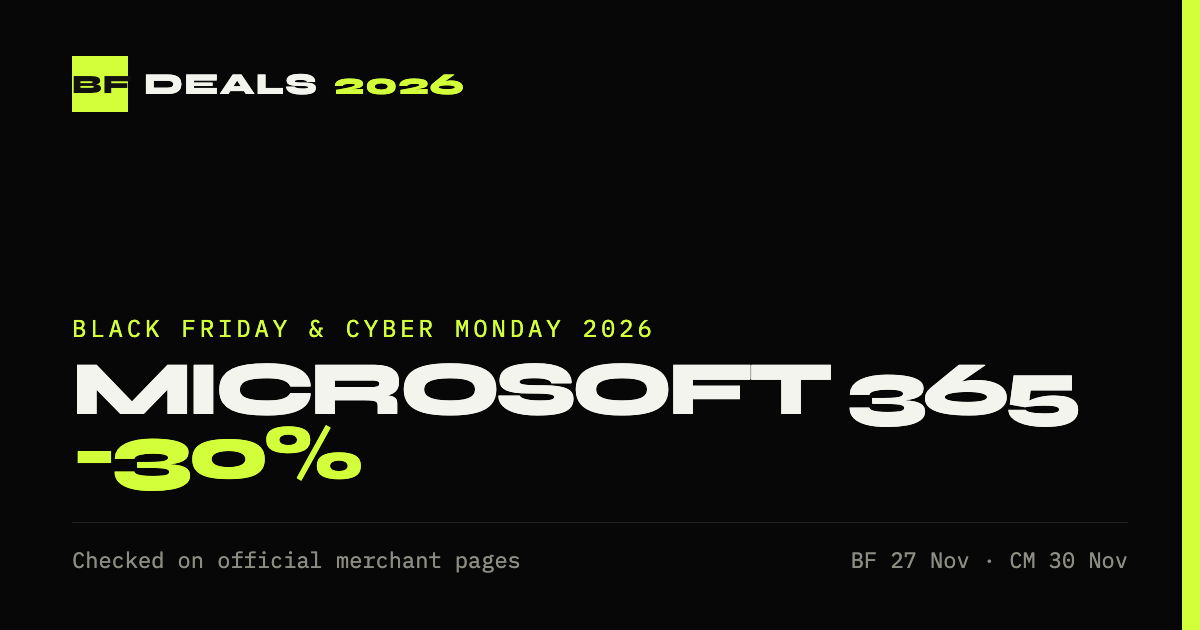 BF DEALS 2026
BLACK FRIDAY & CYBER MONDAY 2026
MICROSOFT 365
-30%
Checked on official merchant pages
BF 27 Nov · CM 30 Nov